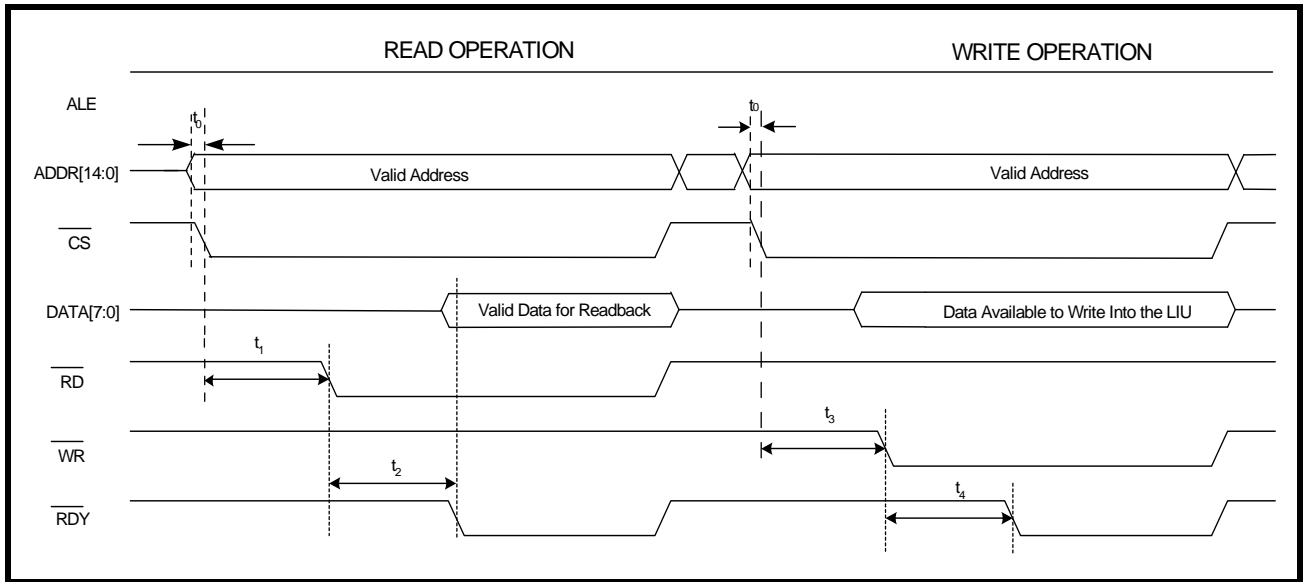 READ OPERATION WRITE OPERATION
ALE
t0 t0
ADDR[14:0] Valid Address Valid Address
CS
DATA[7:0] Valid Data for Readback Data Available to Write Into the LIU
t1
RD
t3
WR
t2 t4
RDY